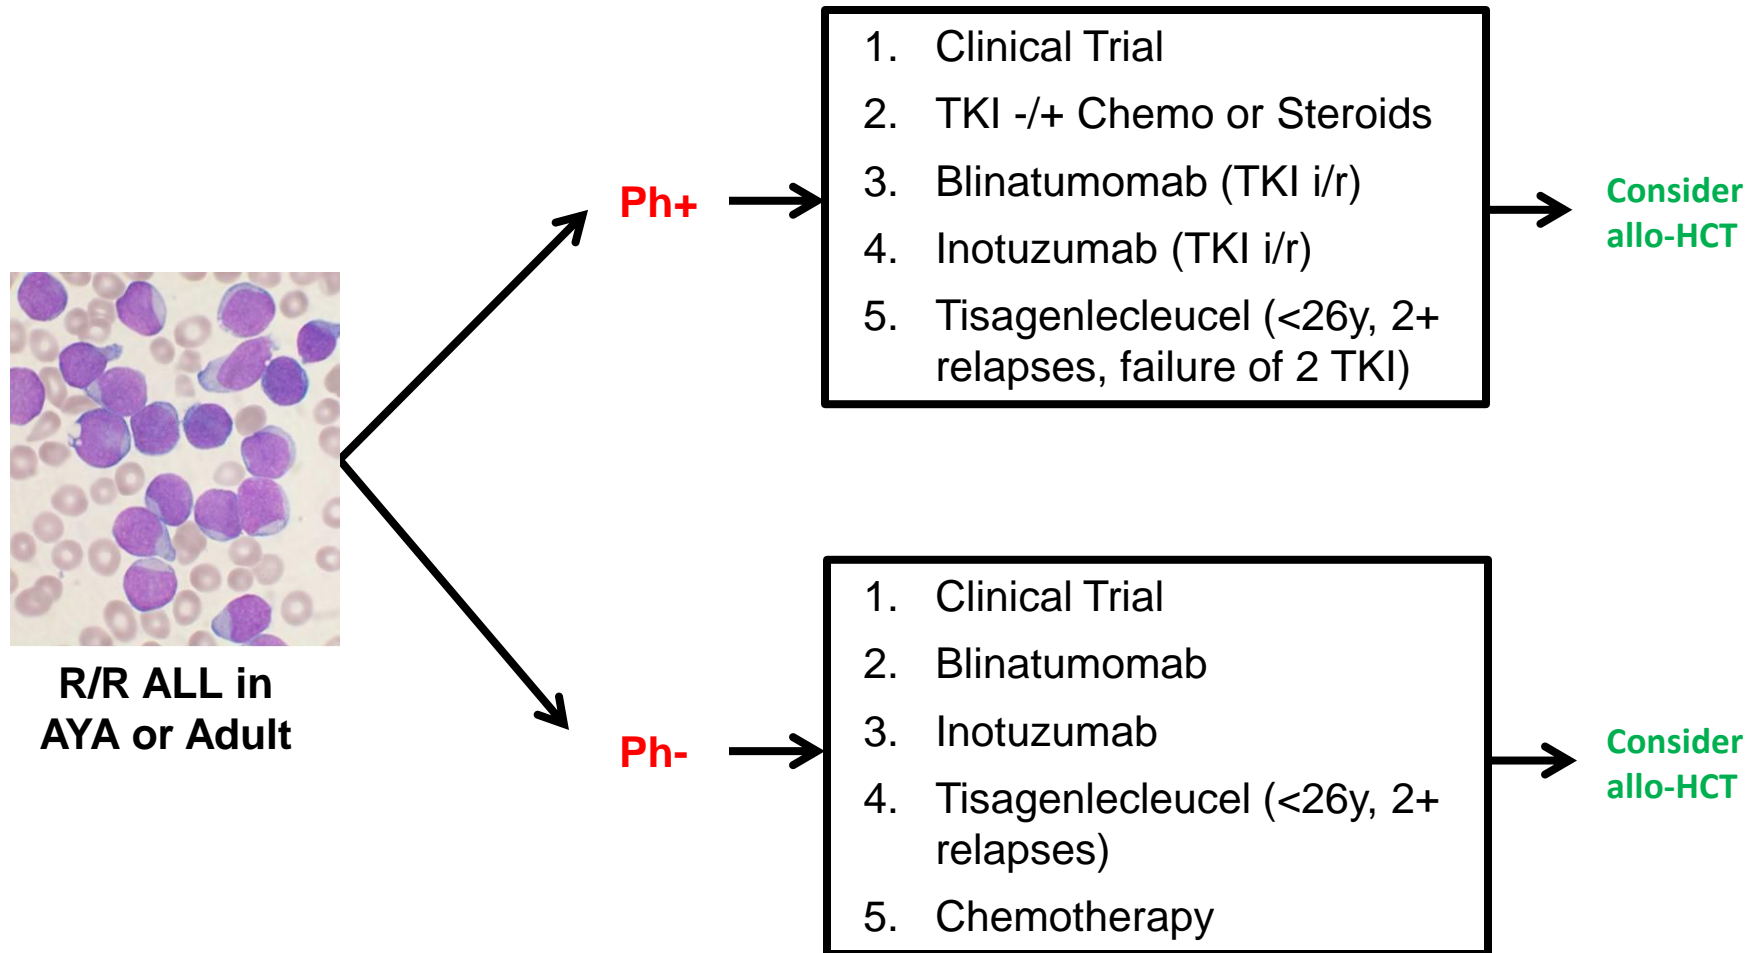 R/R ALL in
AYA or Adult
Ph+
1. Clinical Trial
2. TKI -/+ Chemo or Steroids
3. Blinatumomab (TKI i/r)
4. Inotuzumab (TKI i/r)
5. Tisagenlecleucel (<26y, 2+
relapses, failure of 2 TKI)
Consider
allo-HCT
Ph-
1. Clinical Trial
2. Blinatumomab
3. Inotuzumab
4. Tisagenlecleucel (<26y, 2+
relapses)
5. Chemotherapy
Consider
allo-HCT